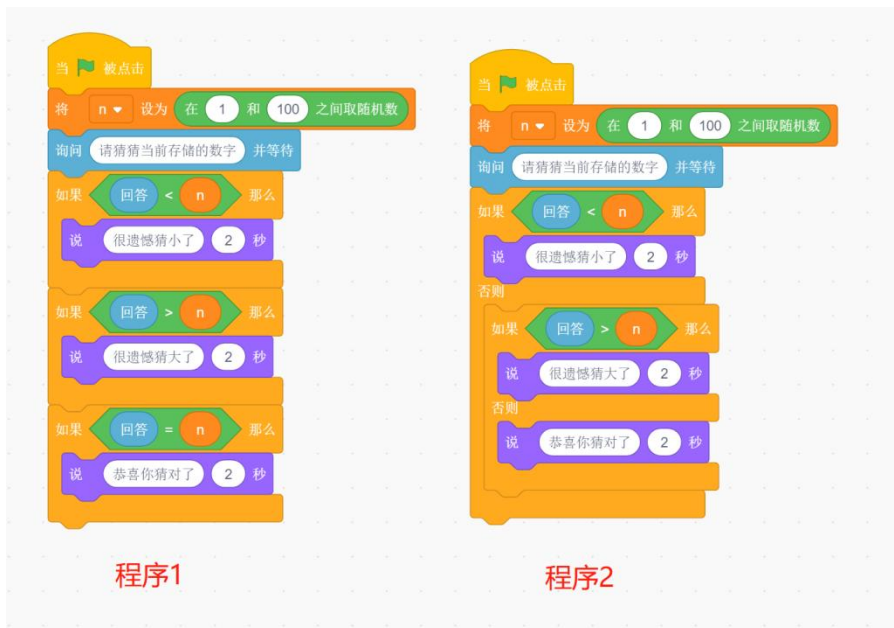 当 被点击
将 n 设为 在 1 和 100 之间取随机数
询问 请猜猜当前存储的数字 并等待
如果 回答 < n 那么
说 很遗憾猜小了 2 秒
如果 回答 > n 那么
说 很遗憾猜大了 2 秒
如果 回答 = n 那么
说 恭喜你猜对了 2 秒
程序1
当 被点击
将 n 设为 在 1 和 100 之间取随机数
询问 请猜猜当前存储的数字 并等待
如果 回答 < n 那么
说 很遗憾猜小了 2 秒
否则
如果 回答 > n 那么
说 很遗憾猜大了 2 秒
否则
说 恭喜你猜对了 2 秒
程序2